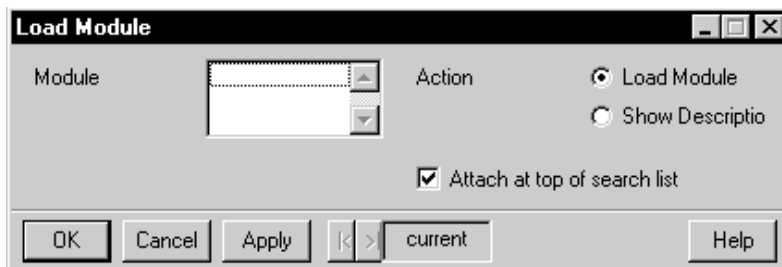 Load Module
Module
Action
Load Module
Show Descriptio
Attach at top of search list
OK
Cancel
Apply
current
Help